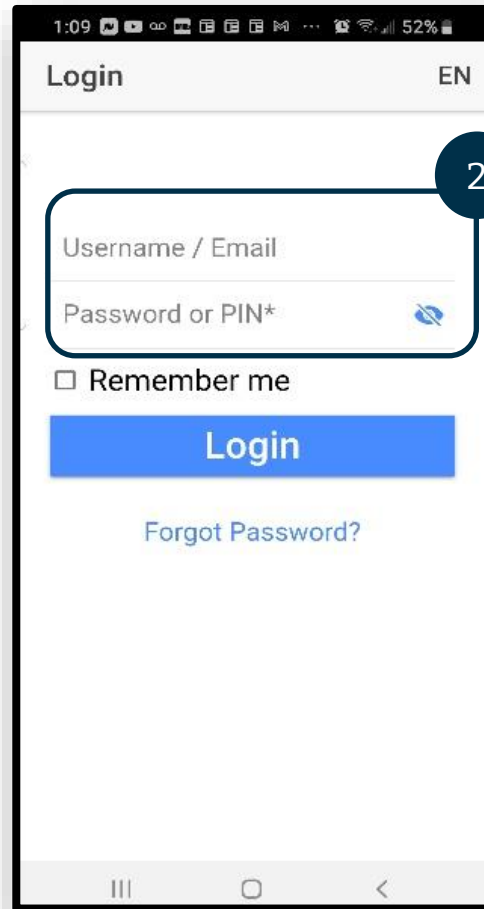 1:09 52%
Login EN
2
Username / Email
Password or PIN*
Remember me
Login
Forgot Password?